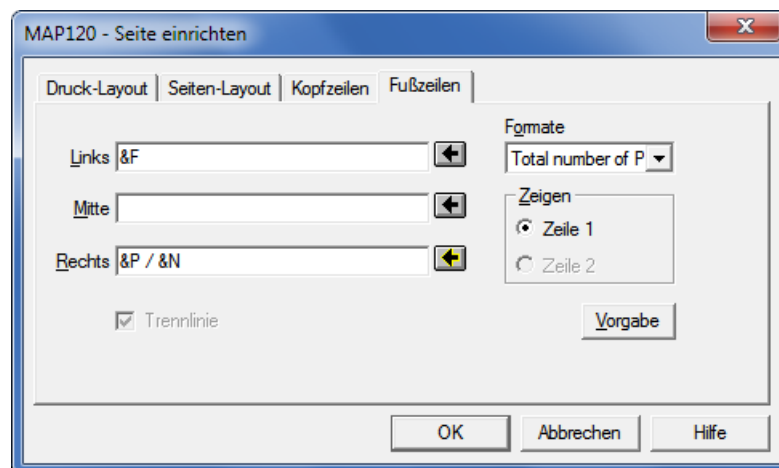 MAP120 - Seite einrichten
Druck-Layout Seiten-Layout Kopfzeilen Fußzeilen
Formate
Links &F
Total number of P
Mitte
Zeigen
Zeile 1
Rechts &P / &N
Zeile 2
Trennlinie
Vorgabe
OK Abbrechen Hilfe